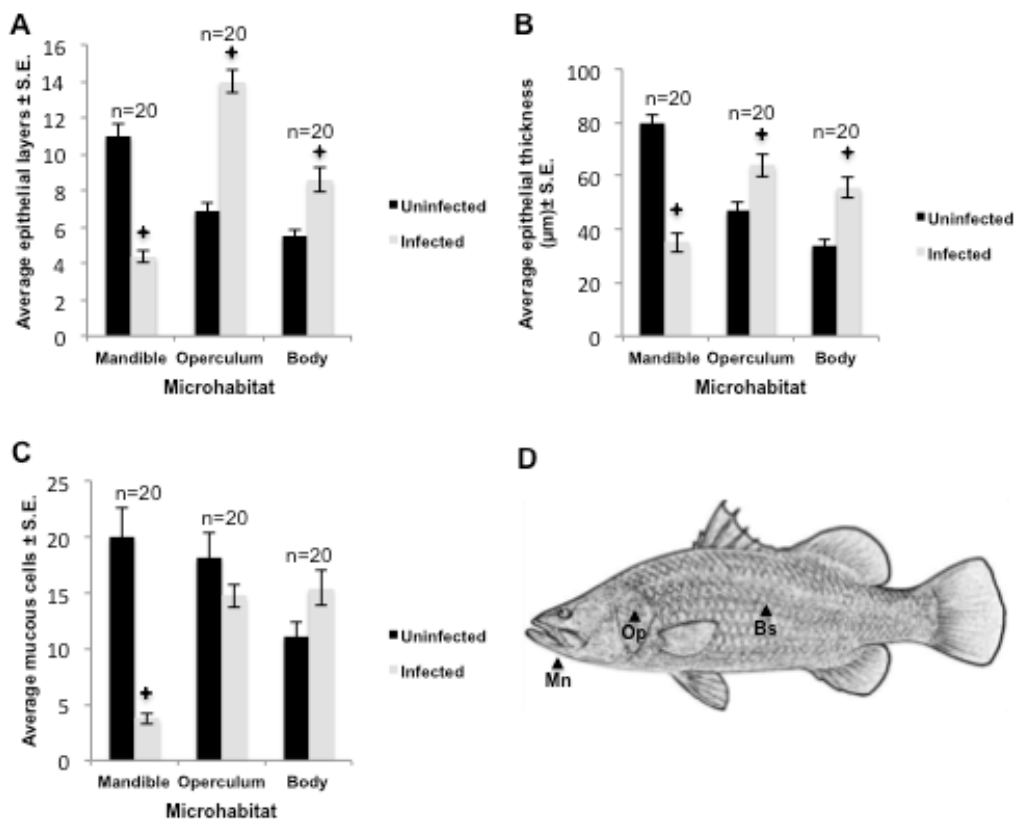 A
n=20
n=20
n=20
16
14
12
10
8
6
4
2
0
Average epithelial layers ± S.E.
+
+
+
Uninfected
Infected
Mandible Operculum Body
Microhabitat
B
n=20
n=20
n=20
100
80
60
40
20
0
Average epithelial thickness
(µm)± S.E.
+
+
+
Uninfected
Infected
Mandible Operculum Body
Microhabitat
C
n=20
n=20
n=20
25
20
15
10
5
0
Average mucous cells ± S.E.
+
Uninfected
Infected
Mandible Operculum Body
Microhabitat
D
Op
Bs
Mn